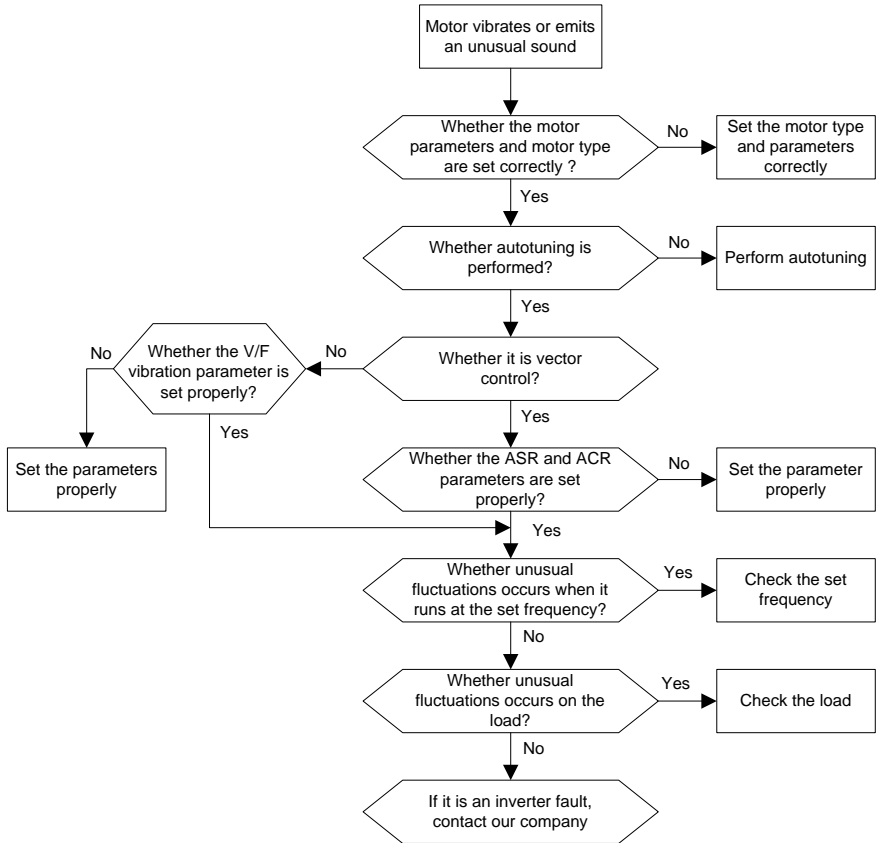 Motor vibrates or emits
an unusual sound
Whether the motor
parameters and motor type
are set correctly ?
No
Set the motor type
and parameters
correctly
Yes
Whether autotuning is
performed?
No
Perform autotuning
Yes
Whether it is vector
control?
No
Whether the V/F
vibration parameter is
set properly?
No
Set the parameters
properly
Yes
Yes
Whether the ASR and ACR
parameters are set
properly?
No
Set the parameter
properly
Yes
Whether unusual
fluctuations occurs when it
runs at the set frequency?
Yes
Check the set
frequency
No
Whether unusual
fluctuations occurs on the
load?
Yes
Check the load
No
If it is an inverter fault,
contact our company